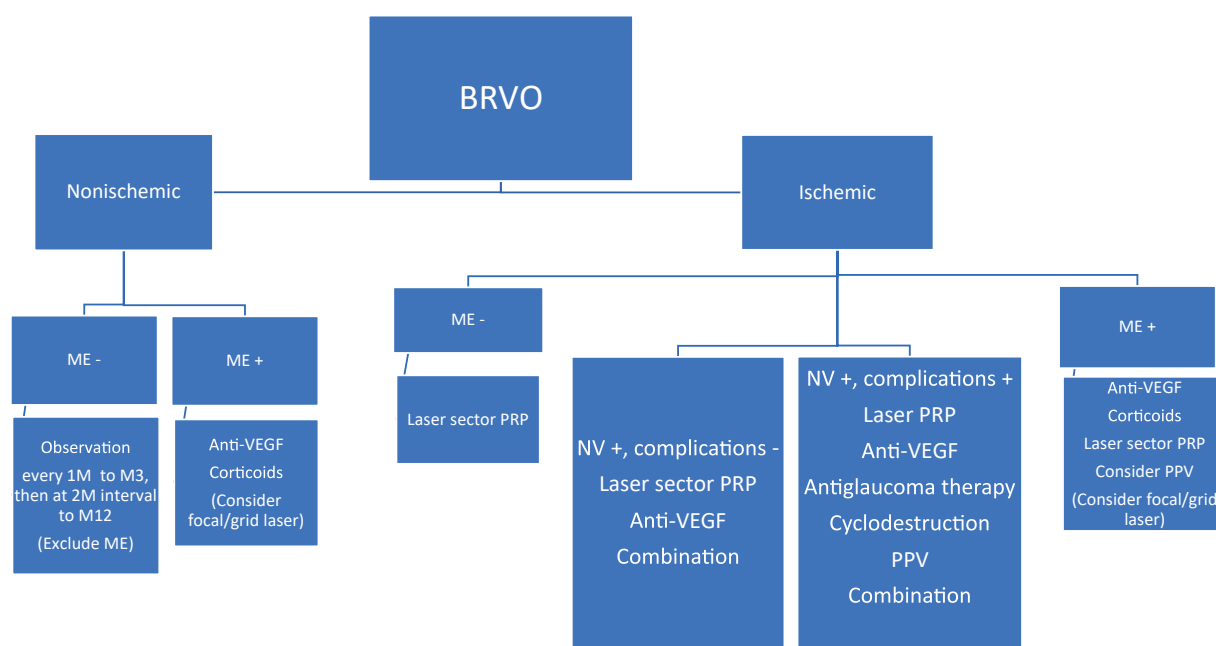 BRVO
Nonischemic
Ischemic
ME -
Observation
every 1M to M3,
then at 2M interval
to M12
(Exclude ME)
ME +
Anti-VEGF
Corticoids
(Consider
focal/grid laser)
ME -
Laser sector PRP
NV +, complications -
Laser sector PRP
Anti-VEGF
Combination
NV +, complications +
Laser PRP
Anti-VEGF
Antiglaucoma therapy
Cyclodestruction
PPV
Combination
ME +
Anti-VEGF
Corticoids
Laser sector PRP
Consider PPV
(Consider focal/grid
laser)